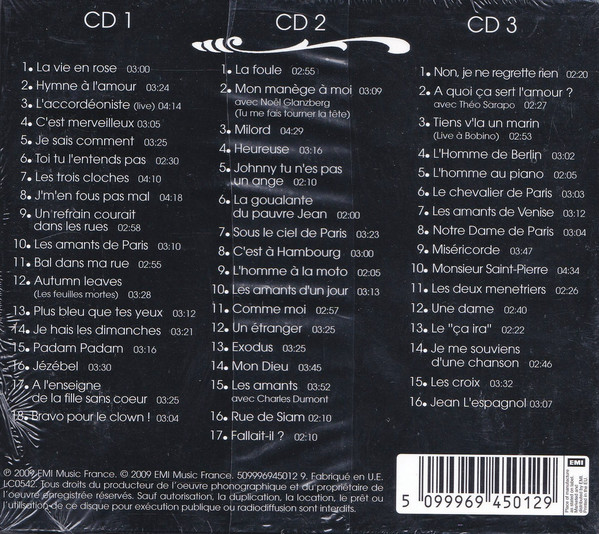 CD 1
1. La vie en rose 03:00
2. Hymne à l'amour 03:24
3. L'accordéoniste (live) 04:14
4. C'est merveilleux 03:05
5. Je sais comment 03:25
6. Toi tu l'entends pas 02:30
7. Les trois cloches 04:10
8. J'm'en fous pas mal 04:18
9. Un refrain courait
dans les rues 02:58
10. Les amants de Paris 03:10
11. Bal dans ma rue 02:55
12. Autumn leaves
(Les feuilles mortes) 03:28
13. Plus bleu que tes yeux 03:12
14. Je hais les dimanches 03:21
15. Padam Padam 03:16
16. Jézébel 03:30
17. A l'enseigne
de la fille sans coeur 03:25
18. Bravo pour le clown ! 03:04
CD 2
1. La foule 02:55
2. Mon manège à moi 03:09
avec Noël Glanzberg
(Tu me fais tourner la tête)
3. Milord 04:29
4. Heureuse 03:16
5. Johnny tu n'es pas
un ange 02:10
6. La goualante
du pauvre Jean 02:00
7. Sous le ciel de Paris 03:23
8. C'est à Hambourg 03:00
9. L'homme à la moto 02:05
10. Les amants d'un jour 03:13
11. Comme moi 02:57
12. Un étranger 03:25
13. Exodus 03:25
14. Mon Dieu 03:45
15. Les amants 03:52
avec Charles Dumont
16. Rue de Siam 02:10
17. Fallait-il ? 02:10
CD 3
1. Non, je ne regrette rien 02:20
2. A quoi ça sert l'amour ?
avec Théo Sarapo 02:27
3. Tiens v'la un marin
(Live à Bobino) 02:53
4. L'Homme de Berlin 03:02
5. L'homme au piano 02:05
6. Le chevalier de Paris 03:03
7. Les amants de Venise 03:12
8. Notre Dame de Paris 03:04
9. Miséricorde 03:47
10. Monsieur Saint-Pierre 04:34
11. Les deux menetriers 02:26
12. Une dame 02:40
13. Le "ça ira" 02:22
14. Je me souviens
d'une chanson 02:46
15. Les croix 03:32
16. Jean L'espagnol 03:07
℗ 2009 EMI Music France. © 2009 EMI Music France. 509996945012 9. Fabriqué en U.E.
LC0542. Tous droits du producteur de l'oeuvre phonographique et du propriétaire de
l'oeuvre enregistrée réservés. Sauf autorisation, la duplication, la location, le prêt ou
l'utilisation de ce disque pour exécution publique ou radiodiffusion sont interdits.
EMI
5 099969 450129